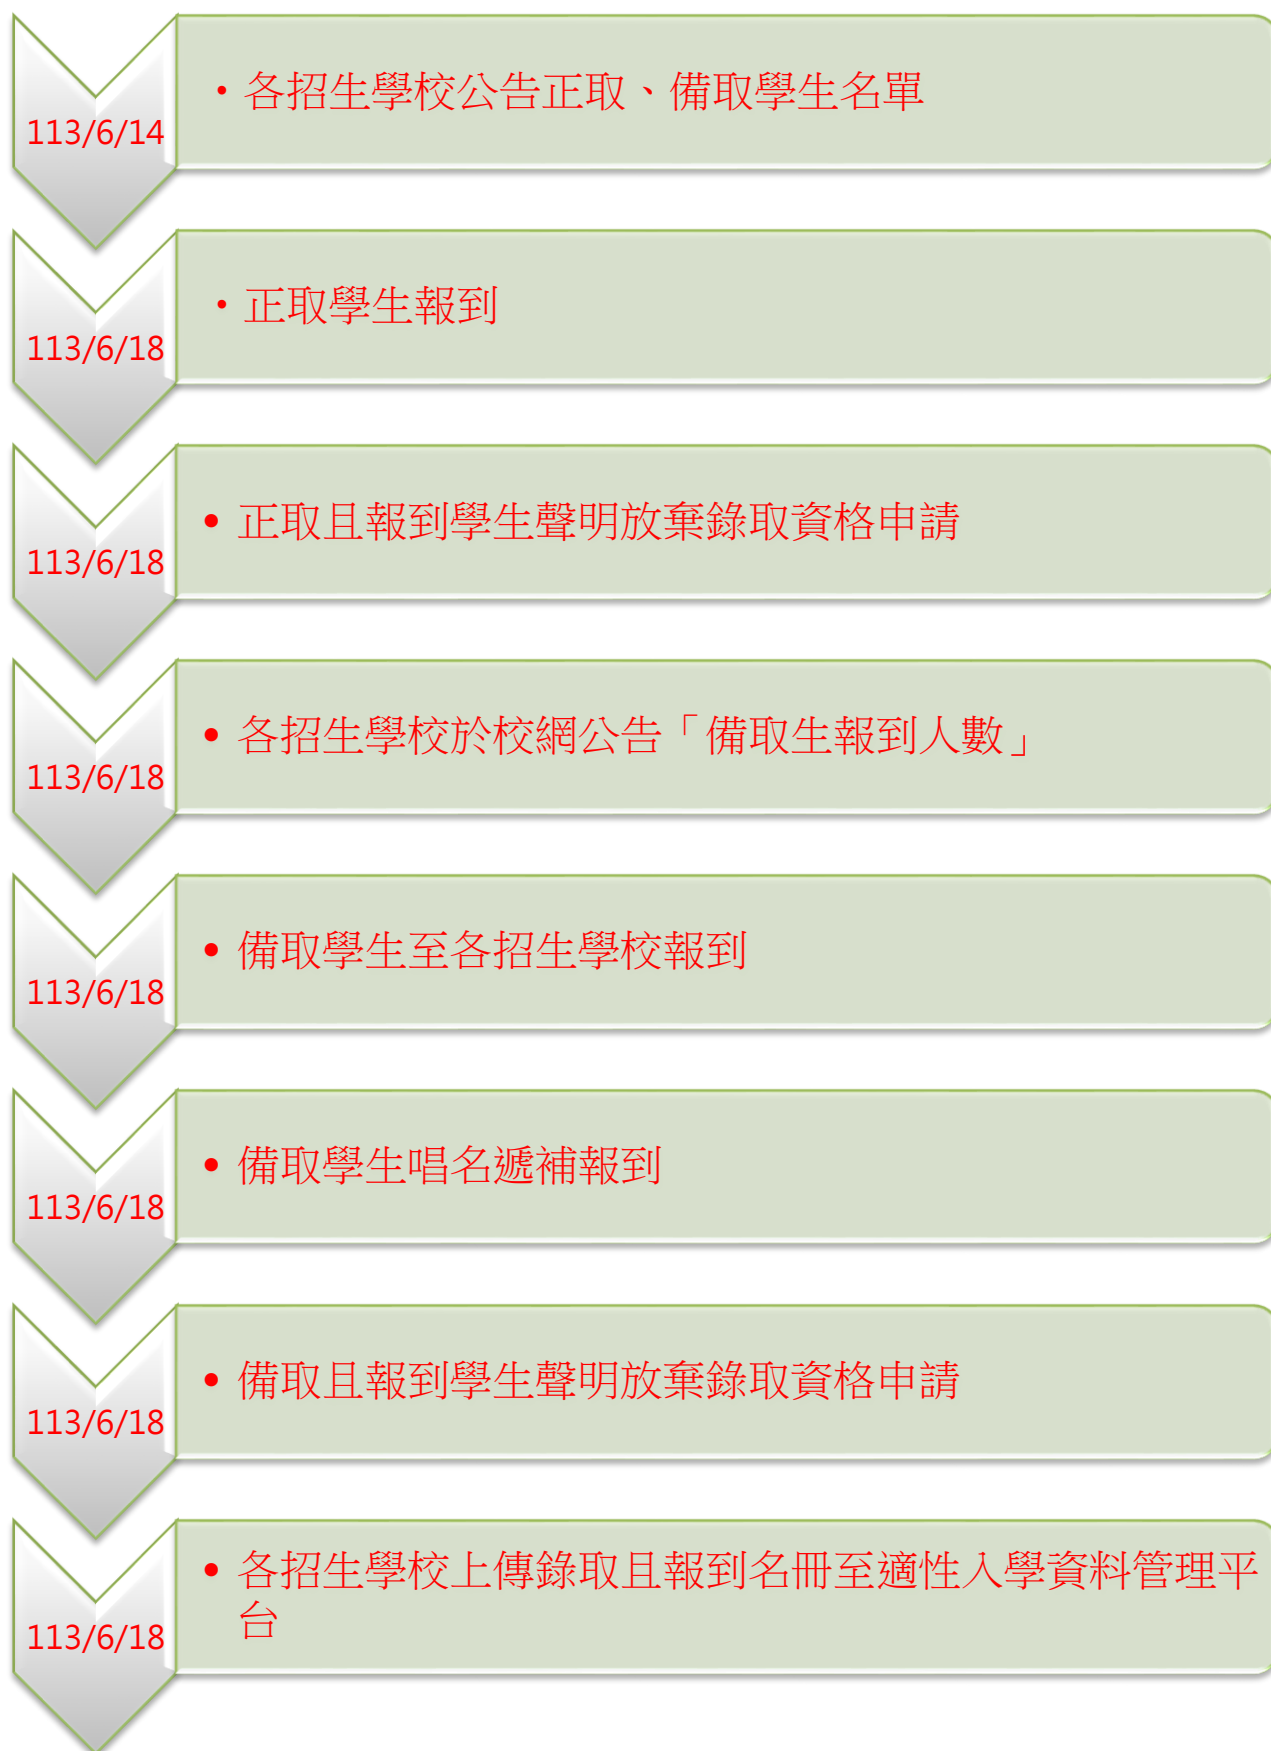 113/6/14
・各招生學校公告正取、備取學生名單
113/6/18
・正取學生報到
113/6/18
• 正取且報到學生聲明放棄錄取資格申請
113/6/18
• 各招生學校於校網公告「備取生報到人數」
113/6/18
• 備取學生至各招生學校報到
113/6/18
• 備取學生唱名遞補報到
113/6/18
• 備取且報到學生聲明放棄錄取資格申請
113/6/18
• 各招生學校上傳錄取且報到名冊至適性入學資料管理平
台